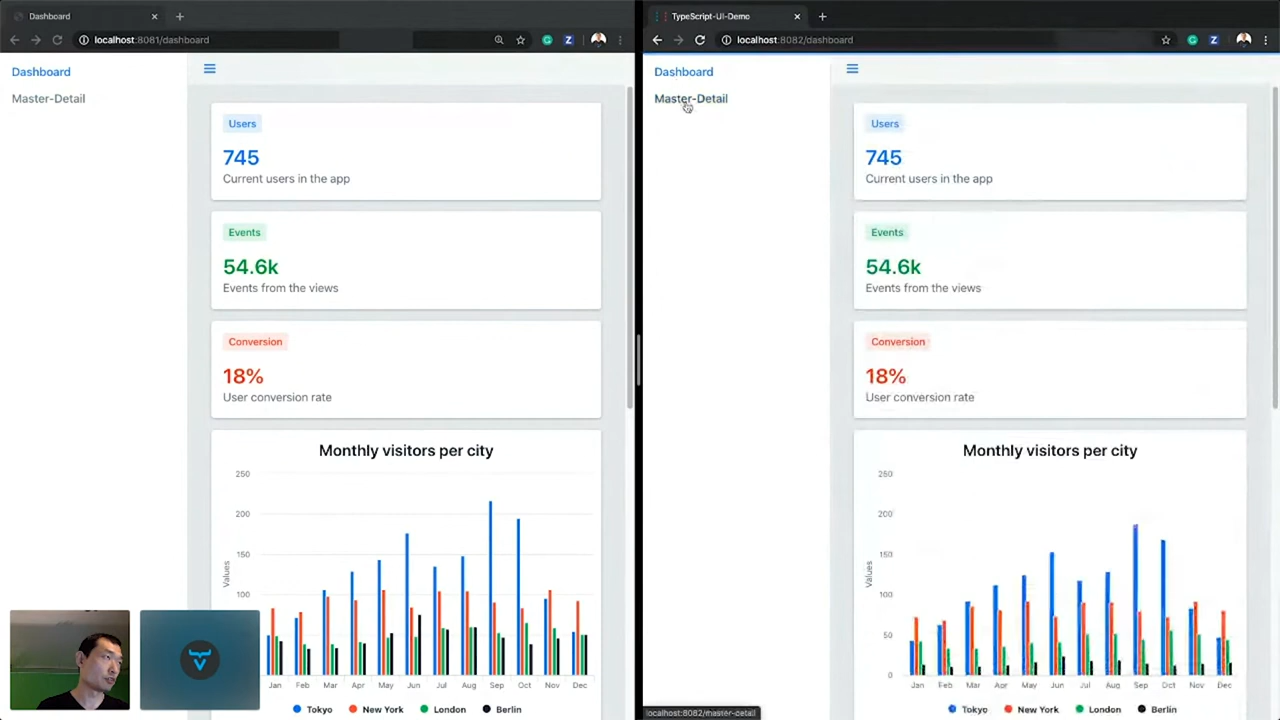 Dashboard
localhost:8081/dashboard
Dashboard
Master-Detail
Users
745
Current users in the app
Events
54.6k
Events from the views
Conversion
18%
User conversion rate
Monthly visitors per city
250
200
150
100
Values
Jan Feb Mar Apr May Jun Jul Aug Sep Oct Nov Dec
Tokyo New York London Berlin
TypeScript-UI-Demo
localhost:8082/dashboard
Dashboard
Master-Detail
Users
745
Current users in the app
Events
54.6k
Events from the views
Conversion
18%
User conversion rate
Monthly visitors per city
250
200
150
100
50
0
Values
Jan Feb Mar Apr May Jun Jul Aug Sep Oct Nov Dec
Tokyo New York London Berlin
localhost:8082/master-detail